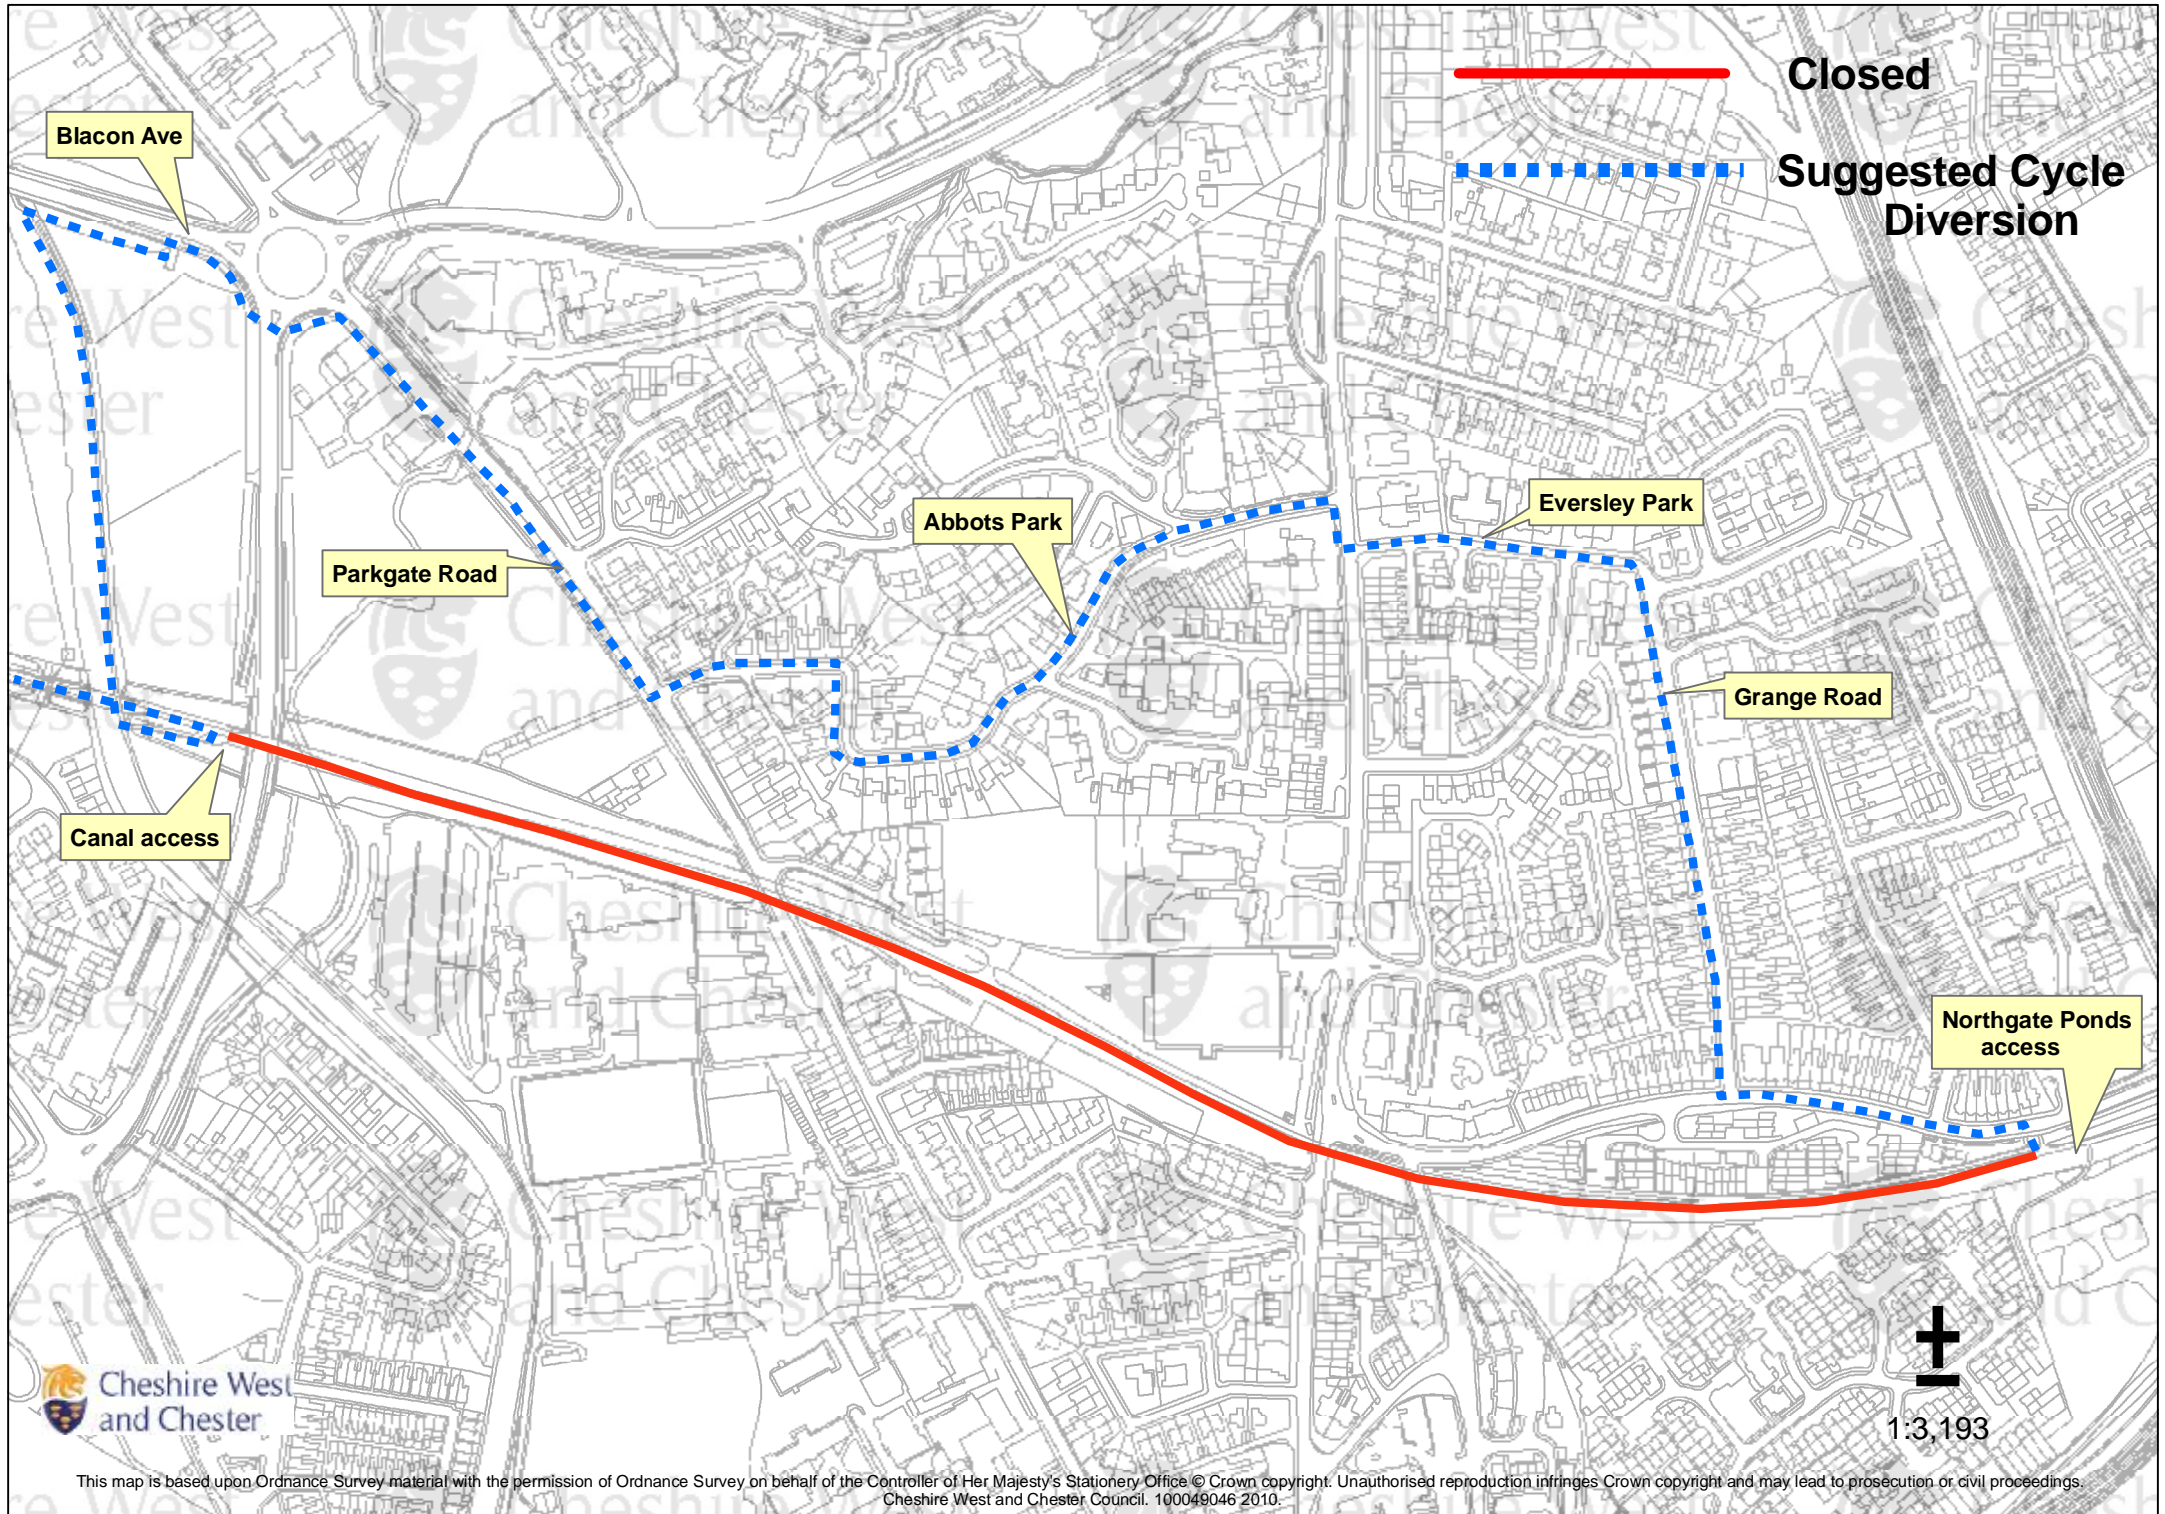 Closed
Suggested Cycle
Diversion
Blacon Ave
Eversley Park
Abbots Park
Parkgate Road
Grange Road
Canal access
Northgate Ponds
access
Cheshire West
and Chester
1:3,193
This map is based upon Ordnance Survey material with the permission of Ordnance Survey on behalf of the Controller of Her Majesty's Stationery Office © Crown copyright. Unauthorised reproduction infringes Crown copyright and may lead to prosecution or civil proceedings.
Cheshire West and Chester Council. 100049046 2010.